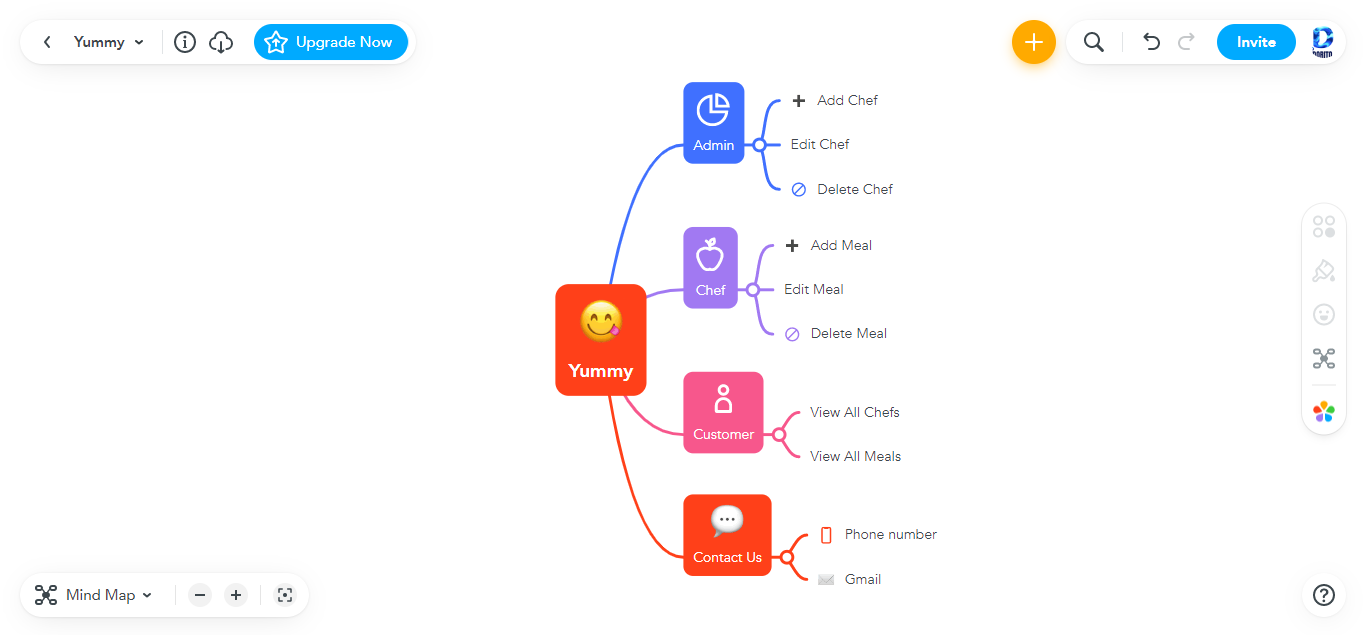 Yummy
Upgrade Now
Invite
Admin
Add Chef
Edit Chef
Delete Chef
Chef
Add Meal
Edit Meal
Delete Meal
Yummy
Customer
View All Chefs
View All Meals
Contact Us
Phone number
Gmail
Mind Map